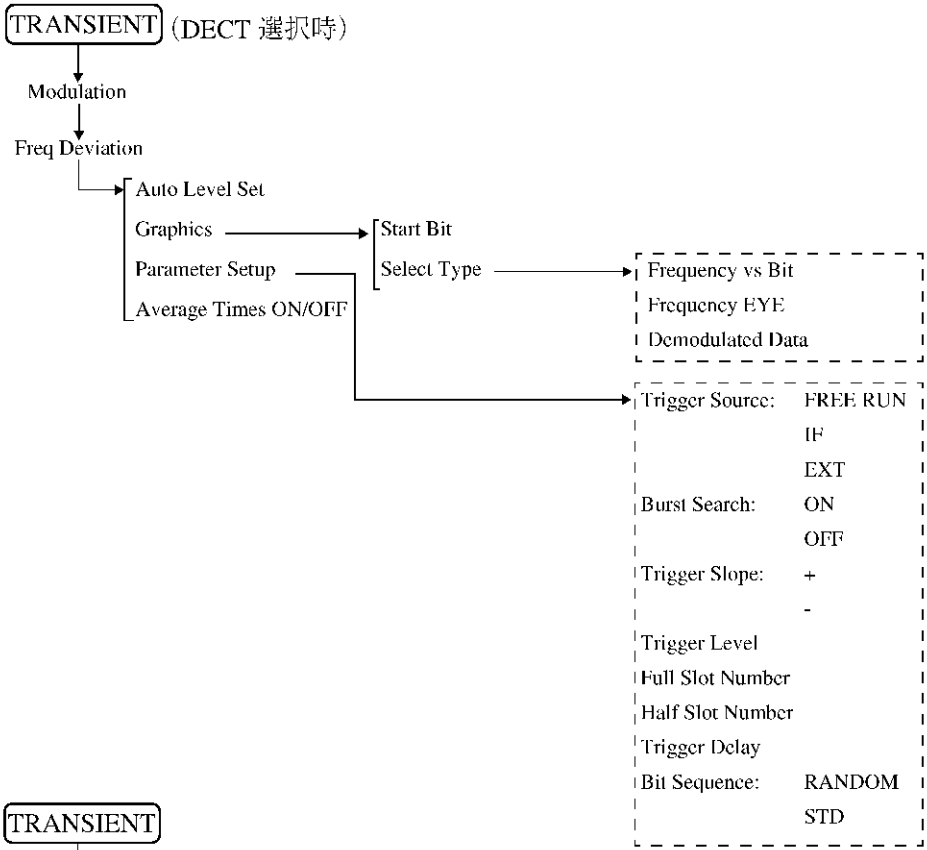 TRANSIENT (DECT 選択時)
Modulation
Freq Deviation
Auto Level Set
Graphics
Parameter Setup
Average Times ON/OFF
Start Bit
Select Type
Frequency vs Bit
Frequency EYE
Demodulated Data
Trigger Source: FREE RUN
IF
EXT
Burst Search: ON
OFF
Trigger Slope: +
-
Trigger Level
Full Slot Number
Half Slot Number
Trigger Delay
Bit Sequence: RANDOM
STD
TRANSIENT